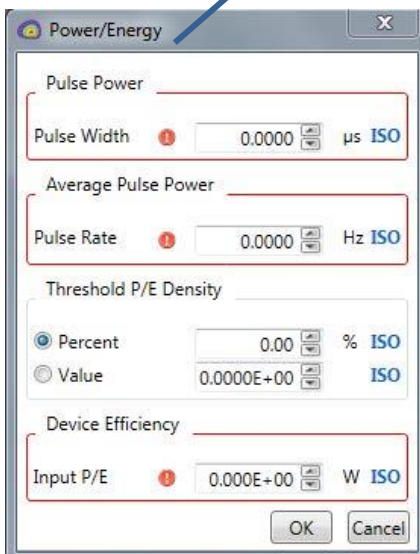 Power/Energy
Pulse Power
Pulse Width 0.0000 µs ISO
Average Pulse Power
Pulse Rate 0.0000 Hz ISO
Threshold P/E Density
Percent 0.00 % ISO
Value 0.0000E+00 ISO
Device Efficiency
Input P/E 0.000E+00 W ISO
OK Cancel